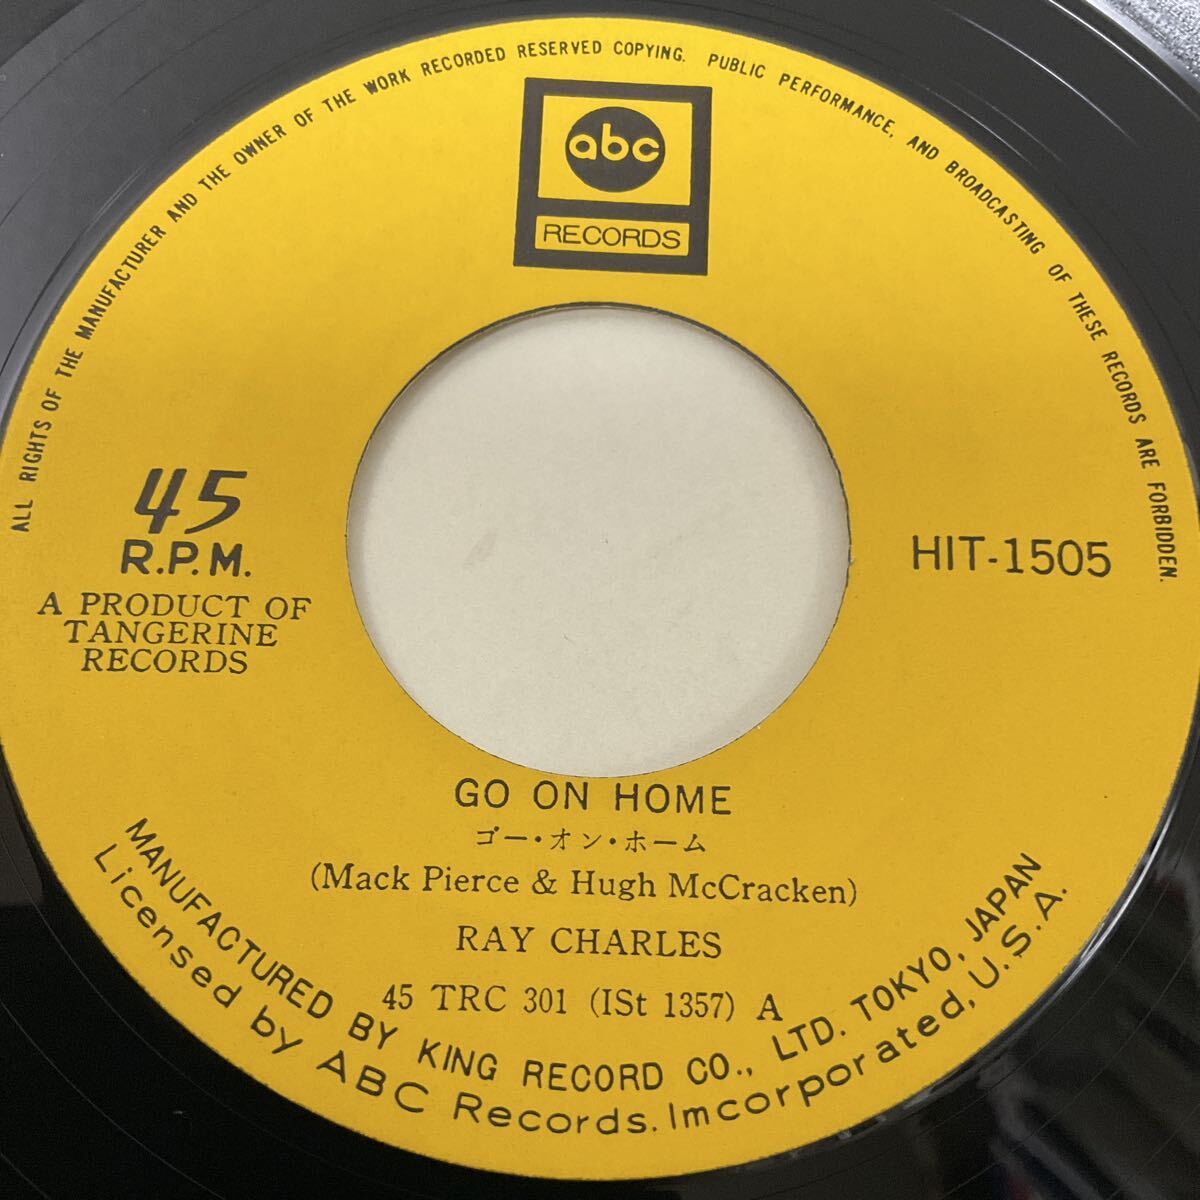 ALL RIGHTS OF THE MANUFACTURER AND THE OWNER OF THE WORK RECORDED RESERVED COPYING. PUBLIC PERFORMANCE, AND BROADCASTING OF THESE RECORDS ARE FORBIDDEN.
abc
RECORDS
45
R.P.M.
A PRODUCT OF
TANGERINE
RECORDS
HIT-1505
GO ON HOME
ゴー・オン・ホーム
(Mack Pierce & Hugh McCracken)
RAY CHARLES
45 TRC 301 (ISt 1357) A
MANUFACTURED BY KING RECORD CO., LTD. TOKYO, JAPAN
Licensed by ABC Records. Imcorporated, U.S.A.